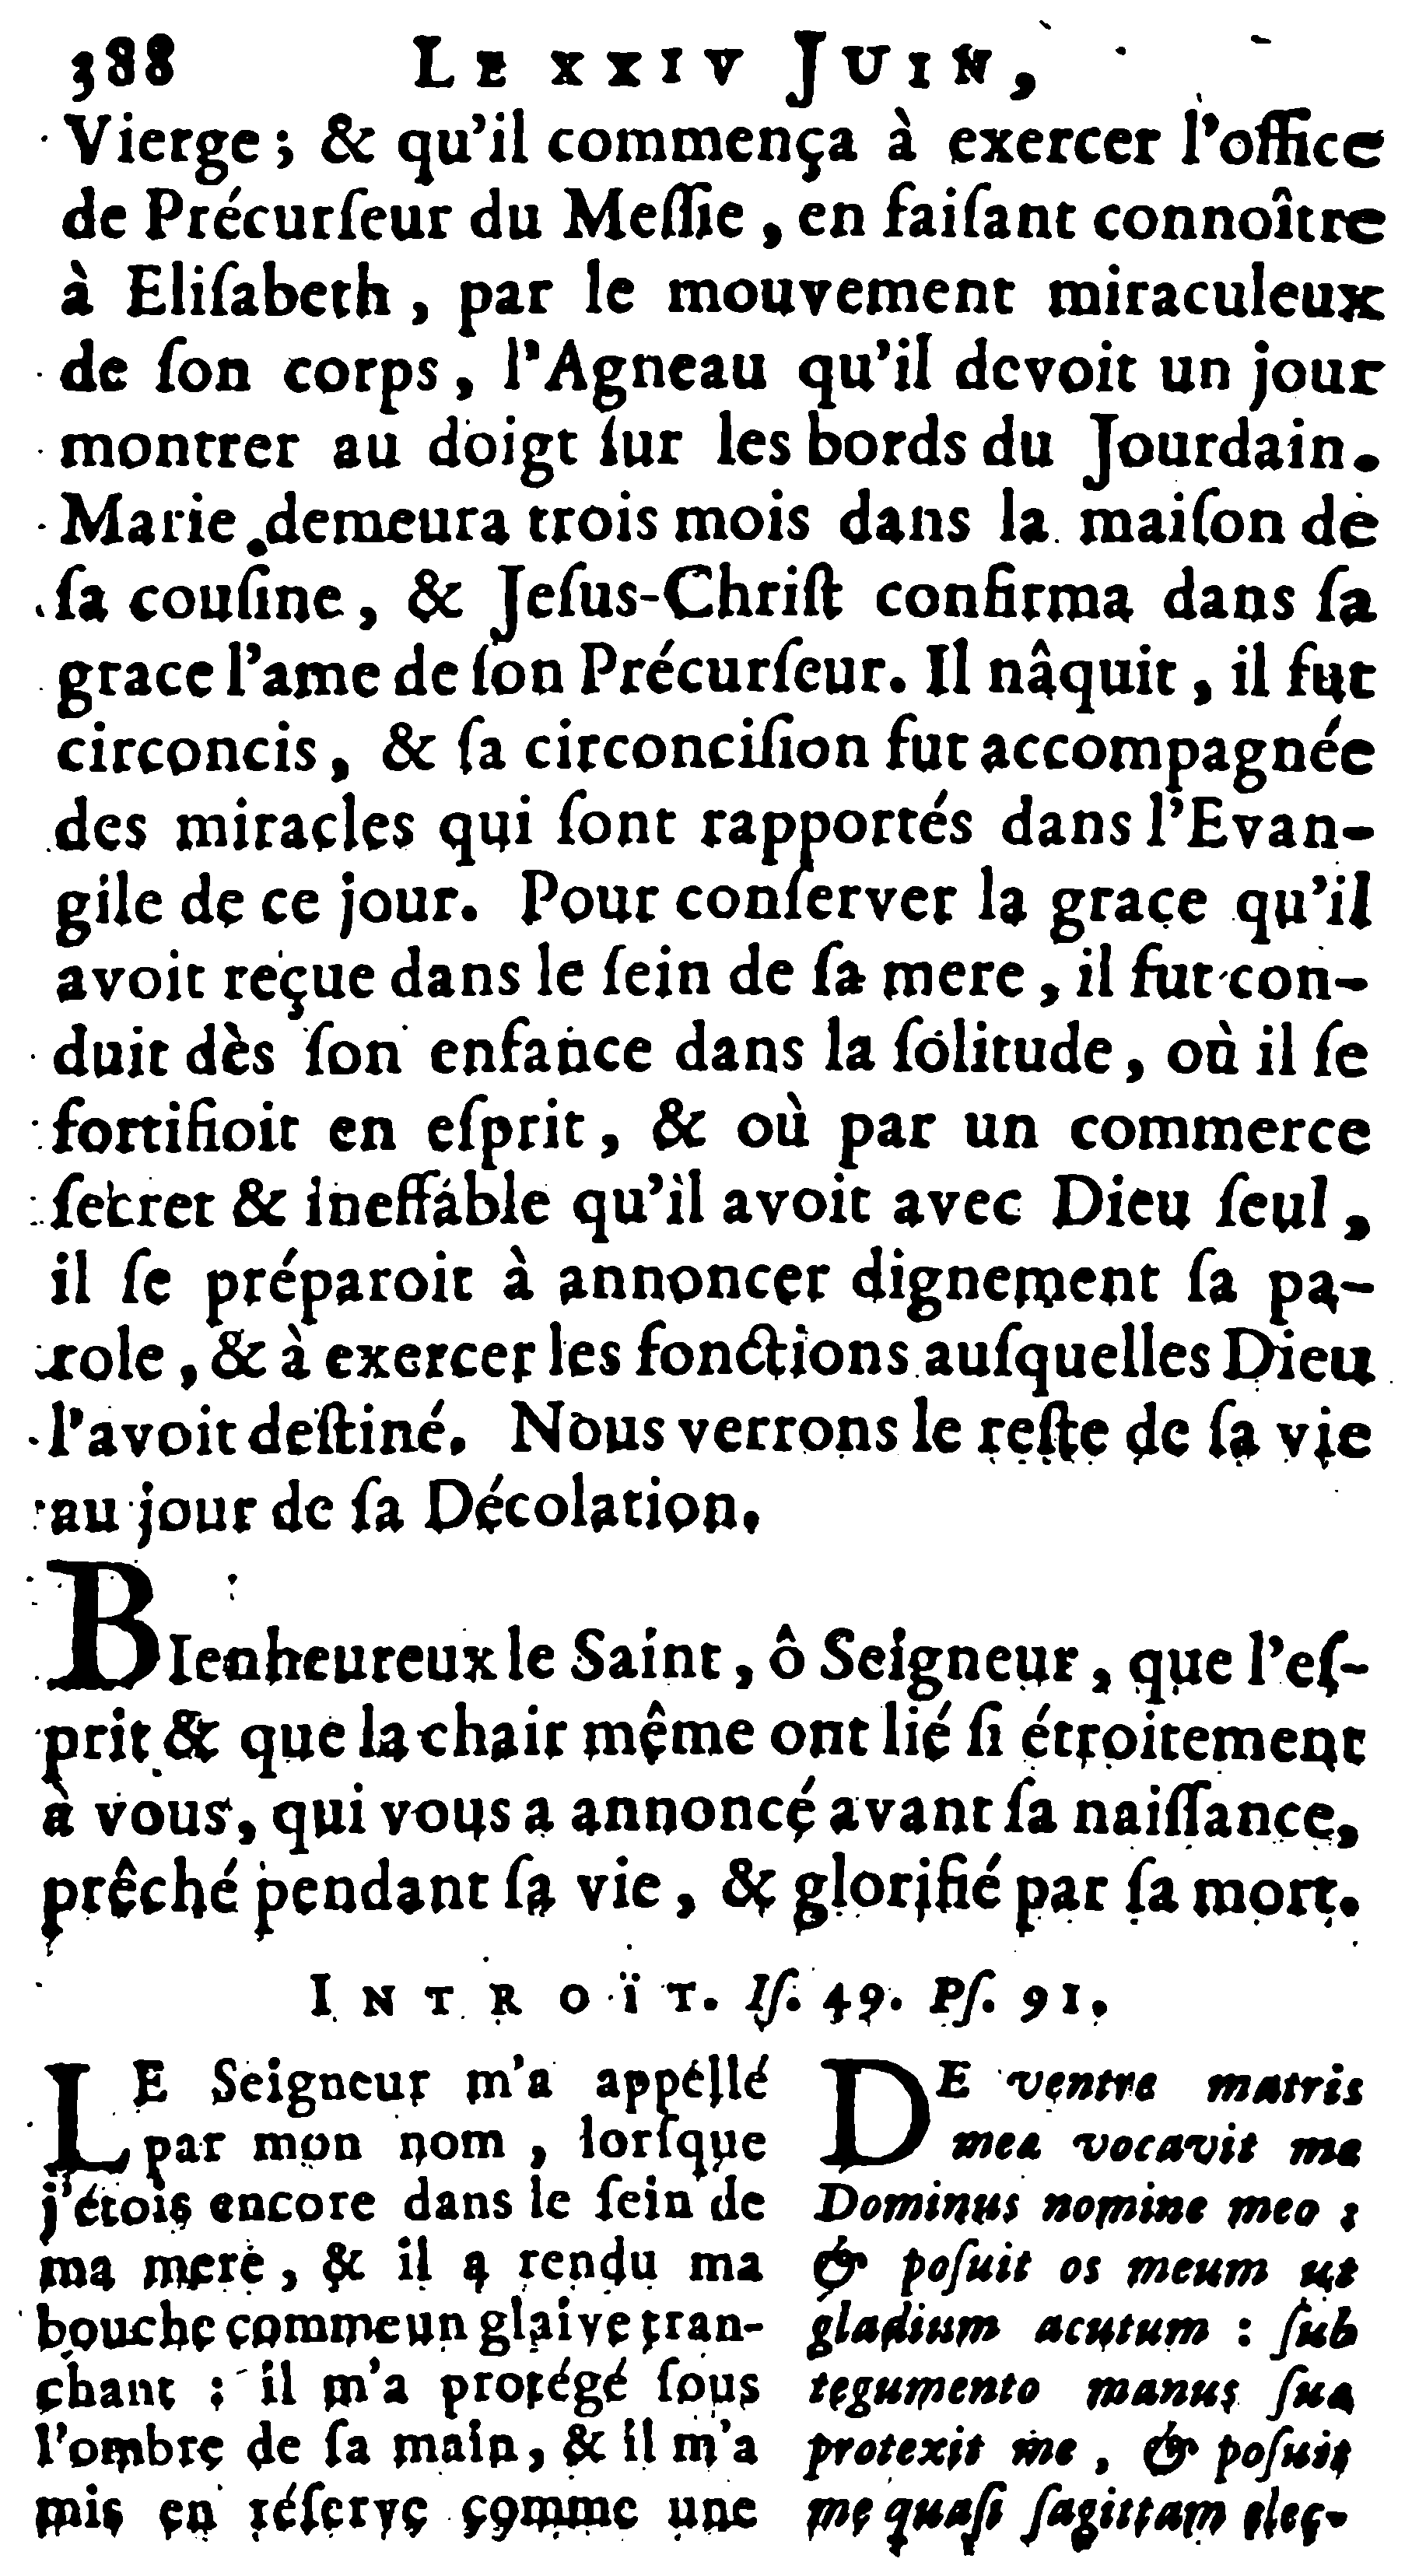 388 LE XXIV JUIN,
Vierge ; & qu'il commença à exercer l'office
de Précurſeur du Meſſie, en faiſant connoître
à Eliſabeth, par le mouvement miraculeux
de ſon corps, l'Agneau qu'il devoit un jour
montrer au doigt ſur les bords du Jourdain.
Marie demeura trois mois dans la maiſon de
ſa couſine, & Jeſus-Chriſt confirma dans ſa
grace l'ame de ſon Précurſeur. Il nâquit, il fut
circoncis, & ſa circonciſion fut accompagnée
des miracles qui ſont rapportés dans l'Evan-
gile de ce jour. Pour conſerver la grace qu'il
avoit reçue dans le ſein de ſa mere, il fut con-
duit dès ſon enfance dans la ſolitude, où il ſe
fortifioit en eſprit, & où par un commerce
ſecret & ineffable qu'il avoit avec Dieu ſeul,
il ſe préparoit à annoncer dignement ſa pa-
role, & à exercer les fonctions auſquelles Dieu
l'avoit deſtiné. Nous verrons le reſte de ſa vie
au jour de ſa Décolation.
BIenheureux le Saint, ô Seigneur, que l'eſ-
prit & que la chair même ont lié ſi étroitement
à vous, qui vous a annoncé avant ſa naiſſance,
prêché pendant ſa vie, & glorifié par ſa mort.
INTROÏT. Iſ. 49. Pſ. 91.
LE Seigneur m'a appéllé
par mon nom, lorſque
j'étois encore dans le ſein de
ma mere, & il a rendu ma
bouche comme un glaive tran-
chant ; il m'a protégé ſous
l'ombre de ſa main, & il m'a
mis en réſerve comme une
DE ventre matris
meæ vocavit me
Dominus nomine meo :
& poſuit os meum ut
gladium acutum : ſub
tegumento manus ſuæ
protexit me, & poſuit
me quaſi ſagittam elec-